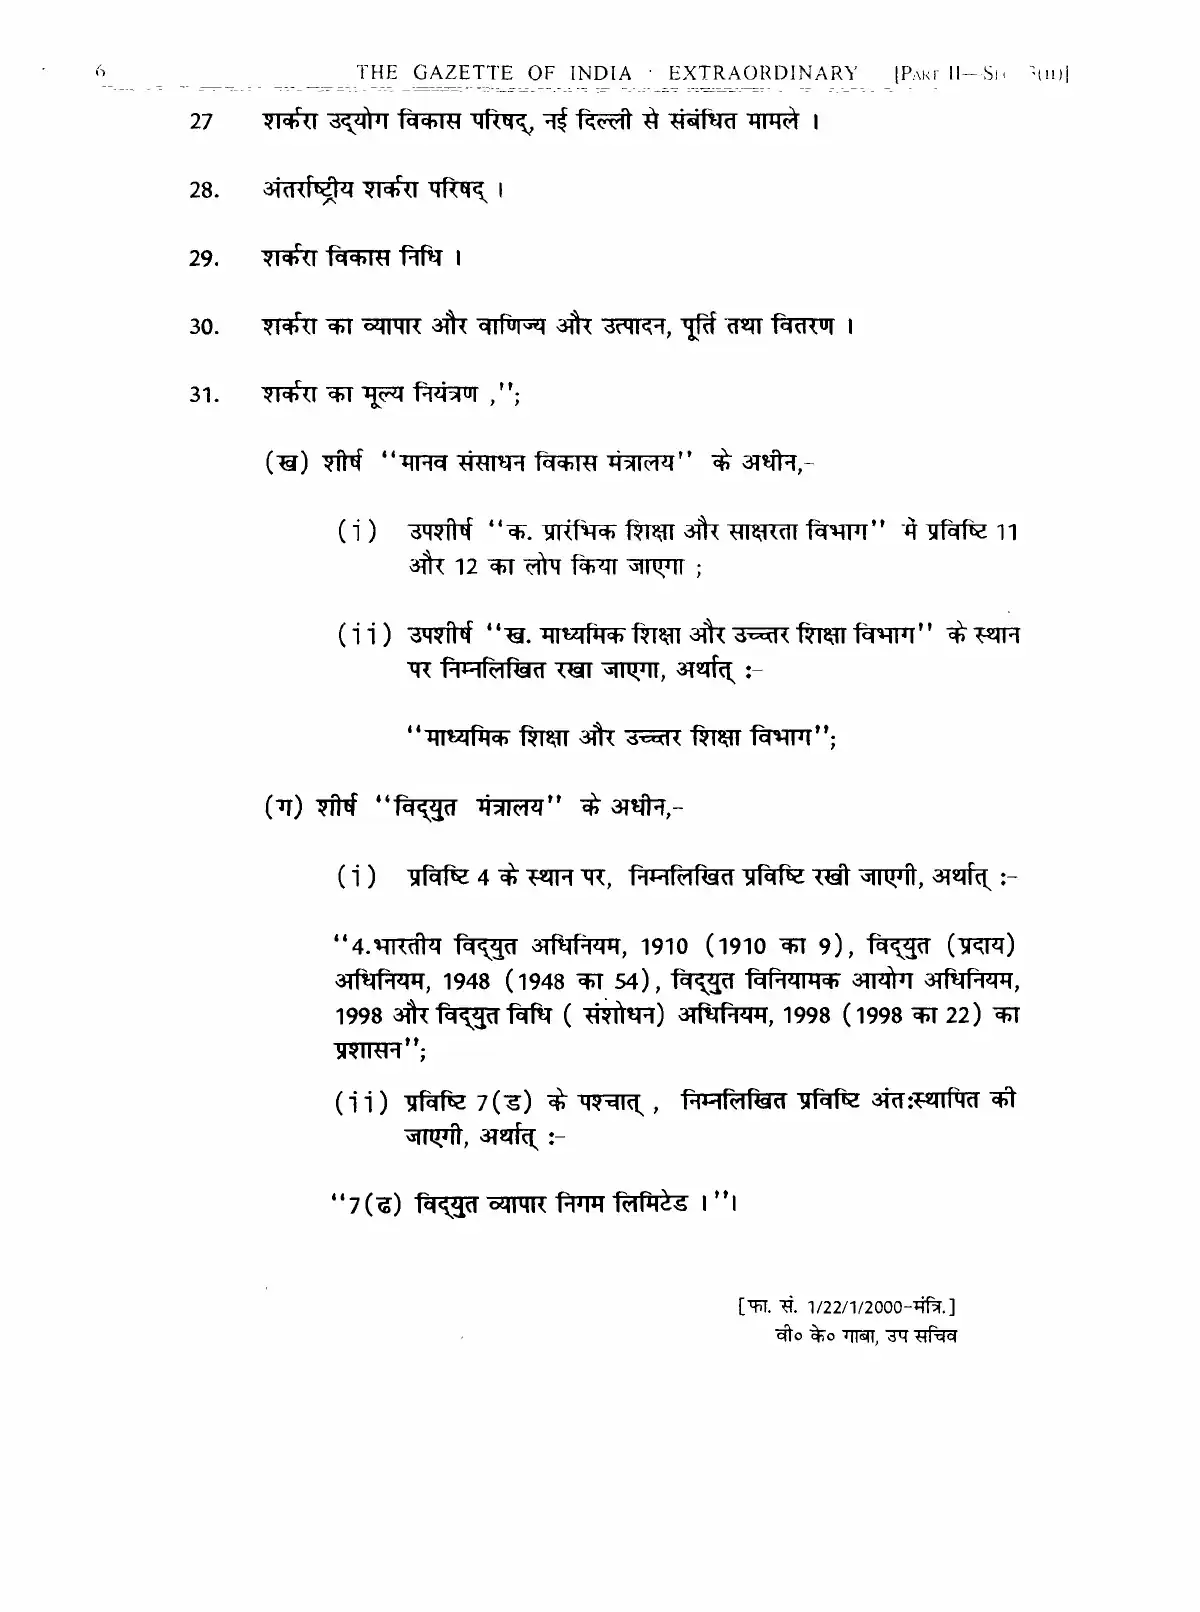 6 THE GAZETTE OF INDIA : EXTRAORDINARY [PART II—SEC 3(ii)]
27 शर्करा उद्योग विकास परिषद्, नई दिल्ली से संबंधित मामले ।
28. अंतर्राष्ट्रीय शर्करा परिषद् ।
29. शर्करा विकास निधि ।
30. शर्करा का व्यापार और वाणिज्य और उत्पादन, पूर्ति तथा वितरण ।
31. शर्करा का मूल्य नियंत्रण ,'';
(ख) शीर्ष ''मानव संसाधन विकास मंत्रालय'' के अधीन,-
(i) उपशीर्ष ''क. प्रारंभिक शिक्षा और साक्षरता विभाग'' में प्रविष्टि 11
और 12 का लोप किया जाएगा ;
(ii) उपशीर्ष ''ख. माध्यमिक शिक्षा और उच्चतर शिक्षा विभाग'' के स्थान
पर निम्नलिखित रखा जाएगा, अर्थात् :-
''माध्यमिक शिक्षा और उच्चतर शिक्षा विभाग'';
(ग) शीर्ष ''विद्युत मंत्रालय'' के अधीन,-
(i) प्रविष्टि 4 के स्थान पर, निम्नलिखित प्रविष्टि रखी जाएगी, अर्थात् :-
''4.भारतीय विद्युत अधिनियम, 1910 (1910 का 9), विद्युत (प्रदाय)
अधिनियम, 1948 (1948 का 54), विद्युत विनियामक आयोग अधिनियम,
1998 और विद्युत विधि ( संशोधन) अधिनियम, 1998 (1998 का 22) का
प्रशासन'';
(ii) प्रविष्टि 7(ड) के पश्चात् , निम्नलिखित प्रविष्टि अंत:स्थापित की
जाएगी, अर्थात् :-
''7(ढ) विद्युत व्यापार निगम लिमिटेड ।''।
[फा. सं. 1/22/1/2000-मंत्रि.]
वी० के० गाबा, उप सचिव